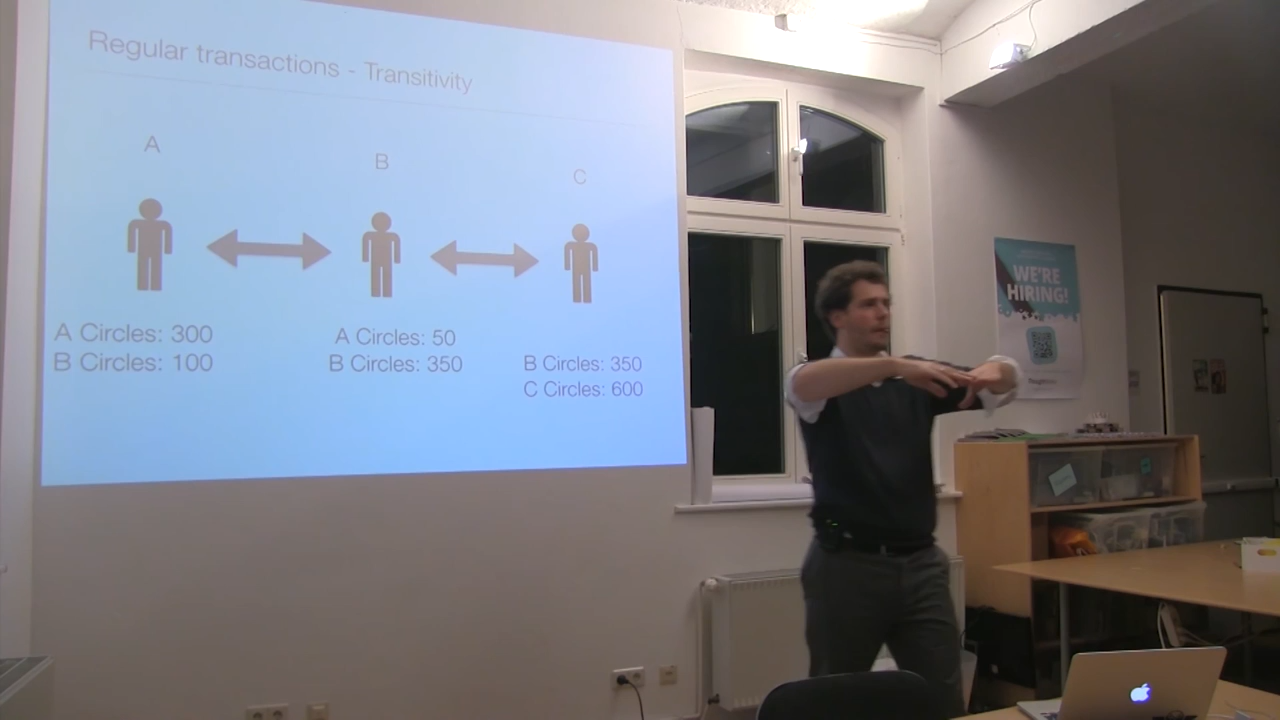 Regular transactions - Transitivity
A
B
C
A Circles: 300
B Circles: 100
A Circles: 50
B Circles: 350
B Circles: 350
C Circles: 600
WE'RE
HIRING!